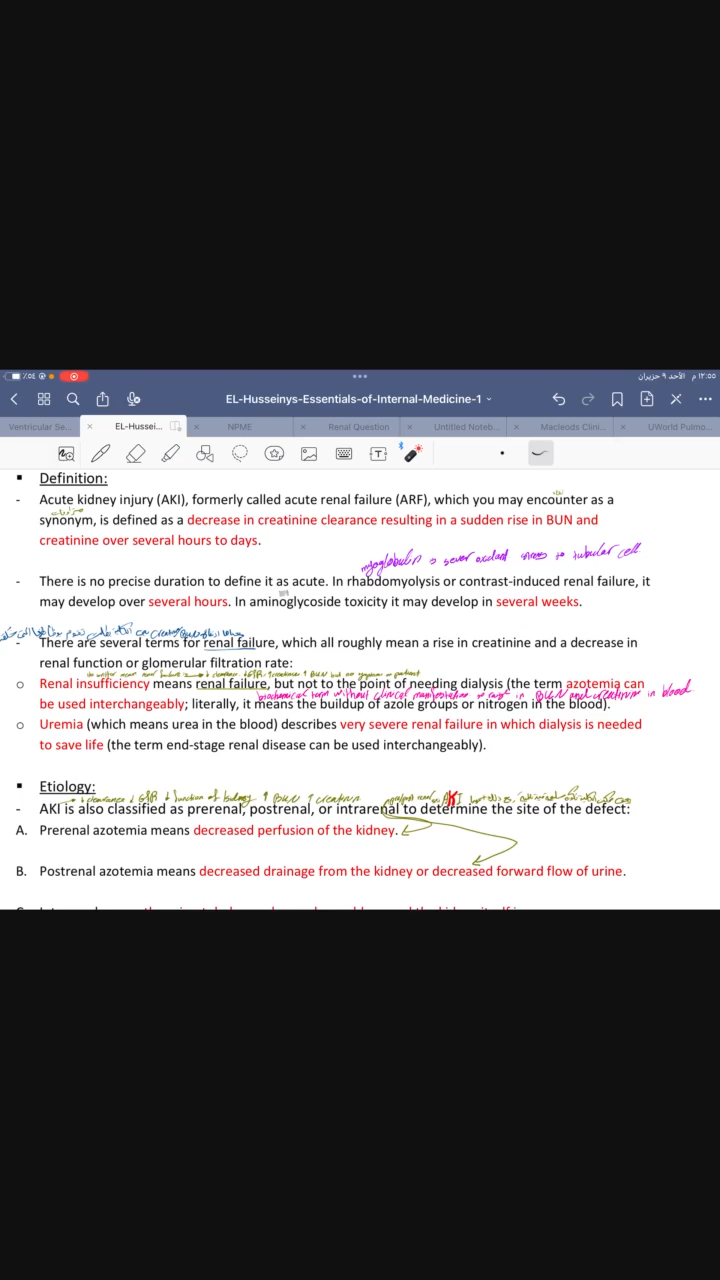 ٪٥٤
١٢:٥٥ م الأحد ٩ حزيران
EL-Husseinys-Essentials-of-Internal-Medicine-1
Ventricular Se...
EL-Hussei...
NPME
Renal Question
Untitled Noteb...
Macleods Clini...
UWorld Pulmo...
▪ Definition:
- Acute kidney injury (AKI), formerly called acute renal failure (ARF), which you may encounter as a
synonym, is defined as a decrease in creatinine clearance resulting in a sudden rise in BUN and
creatinine over several hours to days.
myoglobulin is sever oxidant stress to tubular cell
- There is no precise duration to define it as acute. In rhabdomyolysis or contrast-induced renal failure, it
may develop over several hours. In aminoglycoside toxicity it may develop in several weeks.
- There are several terms for renal failure, which all roughly mean a rise in creatinine and a decrease in
renal function or glomerular filtration rate:
o Renal insufficiency means renal failure, but not to the point of needing dialysis (the term azotemia can
biochemical term without clinical manifestation in BUN and creatinine in blood
be used interchangeably; literally, it means the buildup of azole groups or nitrogen in the blood).
o Uremia (which means urea in the blood) describes very severe renal failure in which dialysis is needed
to save life (the term end-stage renal disease can be used interchangeably).
▪ Etiology:
↓ clearance ↓ GFR ↓ function of kidney ↑ BUN ↑ creatinin AKI
- AKI is also classified as prerenal, postrenal, or intrarenal to determine the site of the defect:
A. Prerenal azotemia means decreased perfusion of the kidney.
B. Postrenal azotemia means decreased drainage from the kidney or decreased forward flow of urine.